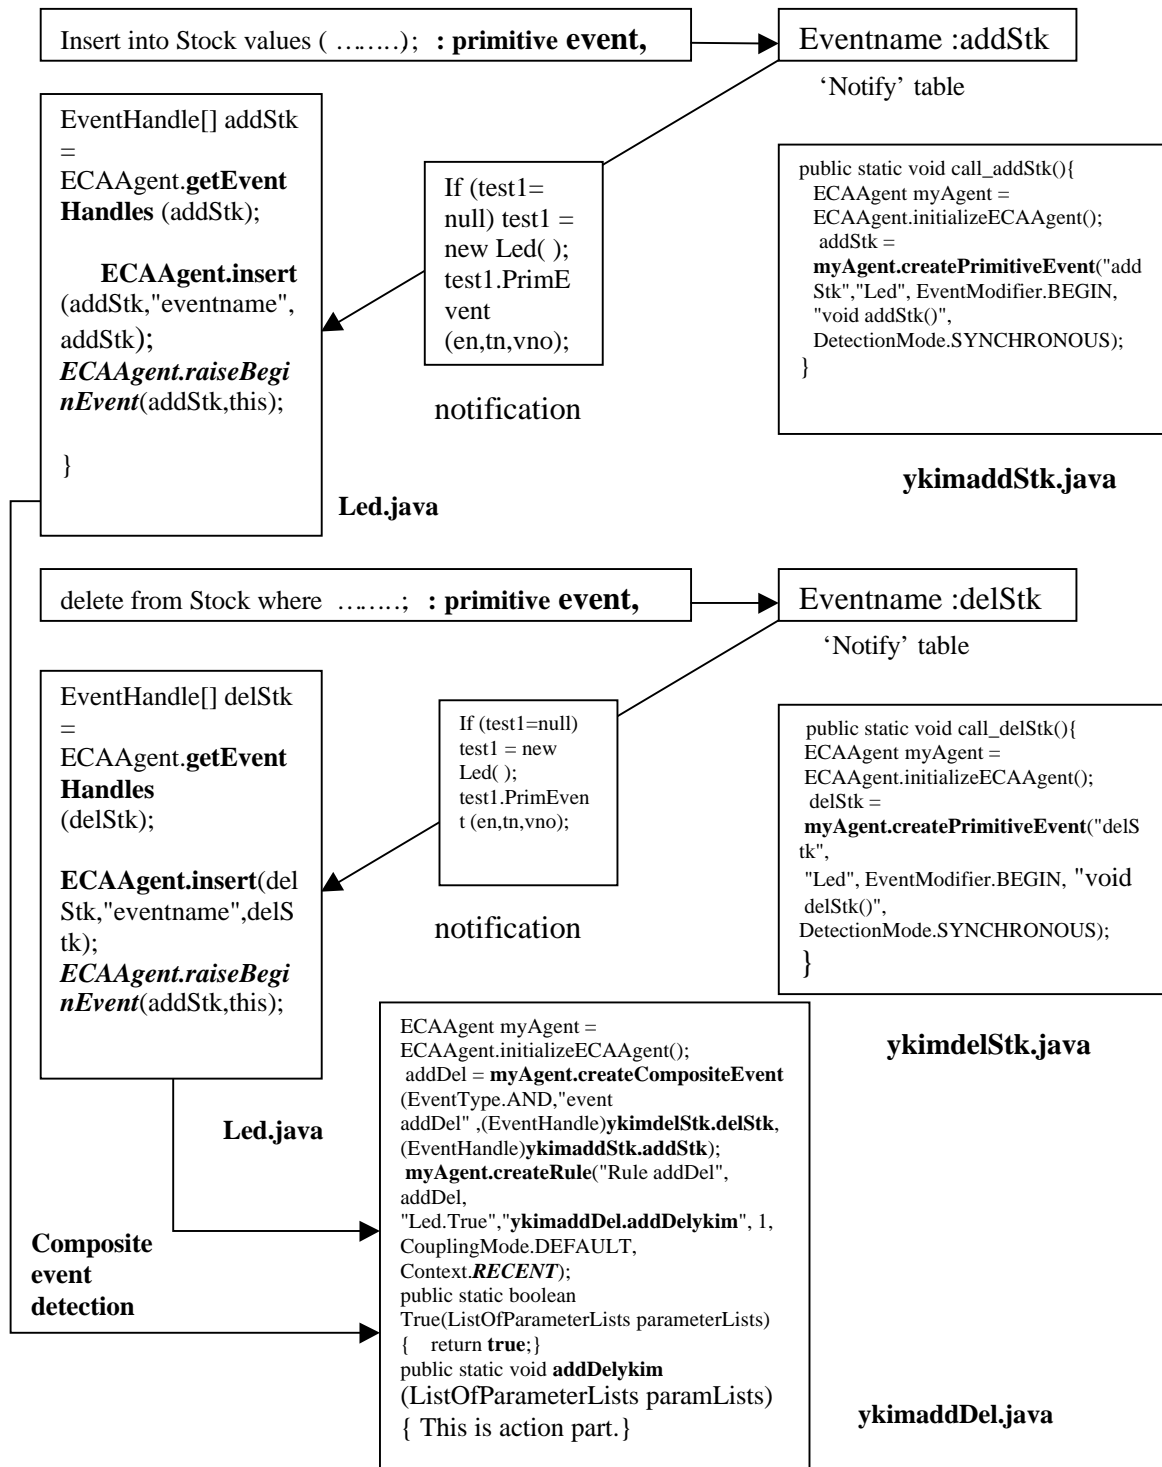 Insert into Stock values ( ……..);  : primitive event,
Eventname :addStk
‘Notify’ table
EventHandle[] addStk
=
ECAAgent.getEvent
Handles (addStk);
ECAAgent.insert
(addStk,"eventname",
addStk);
ECAAgent.raiseBegi
nEvent(addStk,this);
}
Led.java
If (test1=
null) test1 =
new Led( );
test1.PrimE
vent
(en,tn,vno);
notification
public static void call_addStk(){
ECAAgent myAgent =
ECAAgent.initializeECAAgent();
addStk =
myAgent.createPrimitiveEvent("add
Stk","Led", EventModifier.BEGIN,
"void addStk()",
DetectionMode.SYNCHRONOUS);
}
ykimaddStk.java
delete from Stock where  ……..;  : primitive event,
Eventname :delStk
‘Notify’ table
EventHandle[] delStk
=
ECAAgent.getEvent
Handles
(delStk);
ECAAgent.insert(del
Stk,"eventname",delS
tk);
ECAAgent.raiseBegi
nEvent(addStk,this);
Led.java
If (test1=null)
test1 = new
Led( );
test1.PrimEven
t (en,tn,vno);
notification
public static void call_delStk(){
ECAAgent myAgent =
ECAAgent.initializeECAAgent();
delStk =
myAgent.createPrimitiveEvent("delS
tk",
"Led", EventModifier.BEGIN, "void
delStk()",
DetectionMode.SYNCHRONOUS);
}
ykimdelStk.java
Composite
event
detection
ECAAgent myAgent =
ECAAgent.initializeECAAgent();
addDel = myAgent.createCompositeEvent
(EventType.AND,"event
addDel" ,(EventHandle)ykimdelStk.delStk,
(EventHandle)ykimaddStk.addStk);
myAgent.createRule("Rule addDel",
addDel,
"Led.True","ykimaddDel.addDelykim", 1,
CouplingMode.DEFAULT,
Context.RECENT);
public static boolean
True(ListOfParameterLists parameterLists)
{    return true;}
public static void addDelykim
(ListOfParameterLists paramLists)
{ This is action part.}
ykimaddDel.java